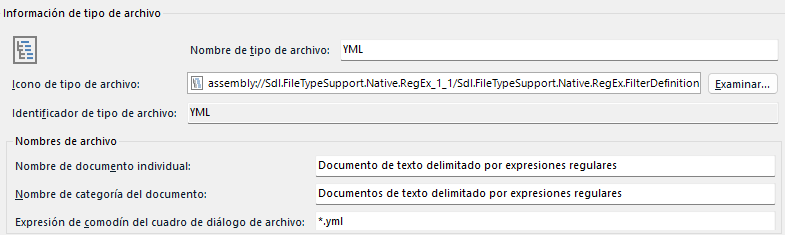 Información de tipo de archivo
Nombre de tipo de archivo: YML
Icono de tipo de archivo: assembly://Sdl.FileTypeSupport.Native.RegEx_1_1/Sdl.FileTypeSupport.Native.RegEx.FilterDefinition Examinar...
Identificador de tipo de archivo: YML
Nombres de archivo
Nombre de documento individual: Documento de texto delimitado por expresiones regulares
Nombre de categoría del documento: Documentos de texto delimitado por expresiones regulares
Expresión de comodín del cuadro de diálogo de archivo: *.yml